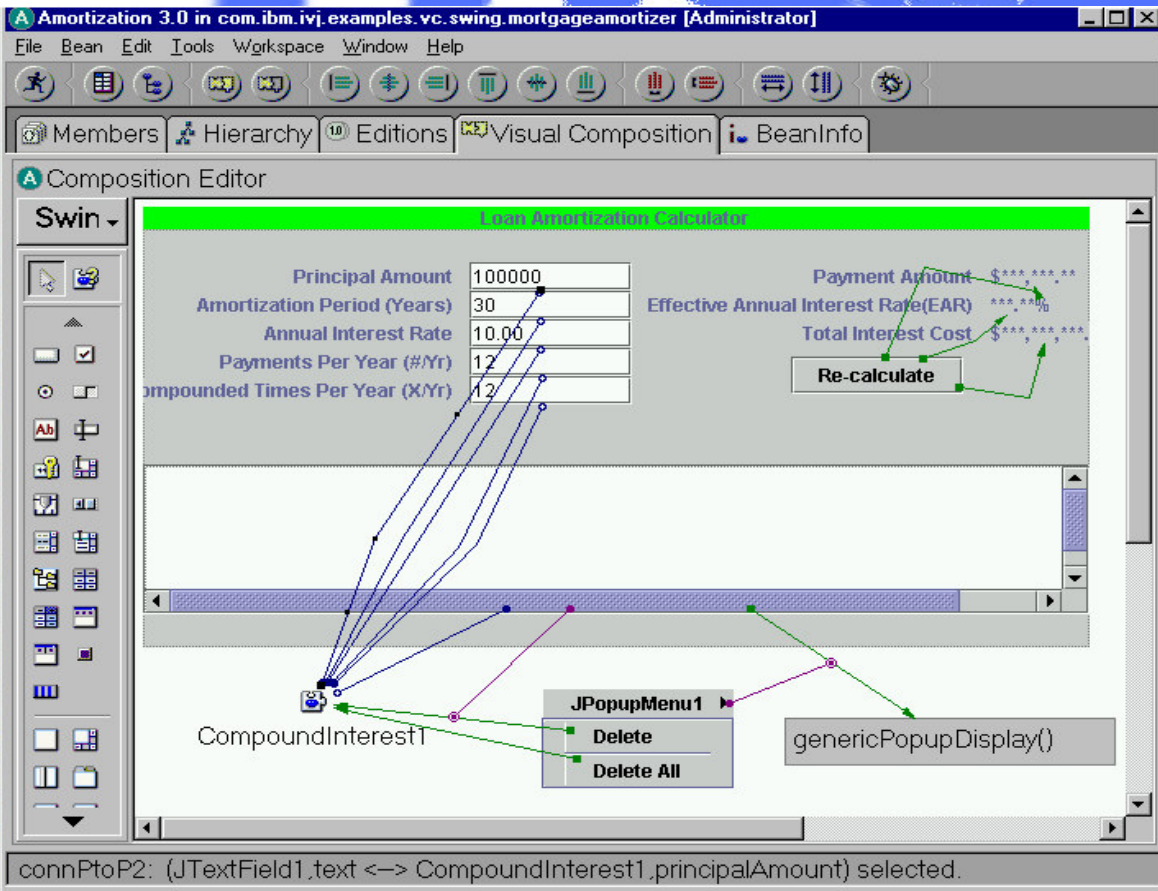 Amortization 3.0 in com.ibm.ivj.examples.vc.swing.mortgageamortizer [Administrator]
File Bean Edit Tools Workspace Window Help
Members Hierarchy 1.0 Editions Visual Composition BeanInfo
A Composition Editor
Swin
Loan Amortization Calculator
Principal Amount 100000 Payment Amount $***,***.**
Amortization Period (Years) 30 Effective Annual Interest Rate(EAR) ***.**%
Annual Interest Rate 10.00 Total Interest Cost $***,***,***.
Payments Per Year (#/Yr) 12
Re-calculate
ompounded Times Per Year (X/Yr) 12
Ab
CompoundInterest1
JPopupMenu1
Delete
Delete All
genericPopupDisplay()
connPtoP2: (JTextField1,text <--> CompoundInterest1,principalAmount) selected.